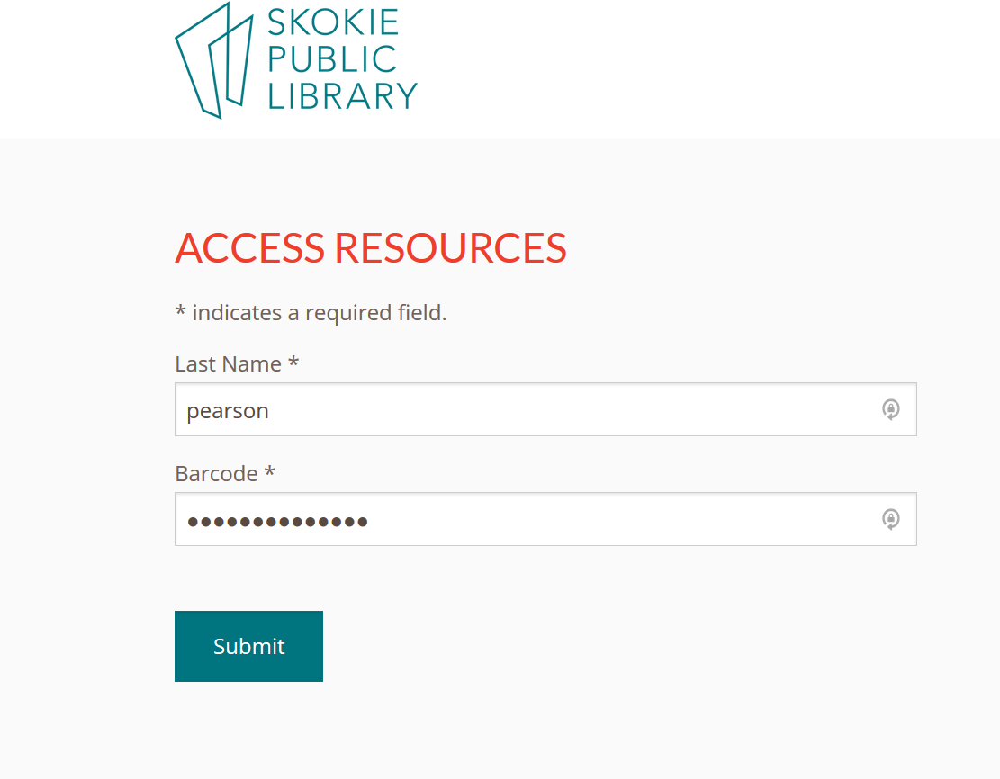 SKOKIE
PUBLIC
LIBRARY
ACCESS RESOURCES
* indicates a required field.
Last Name *
pearson
Barcode *
●●●●●●●●●●●●●●
Submit